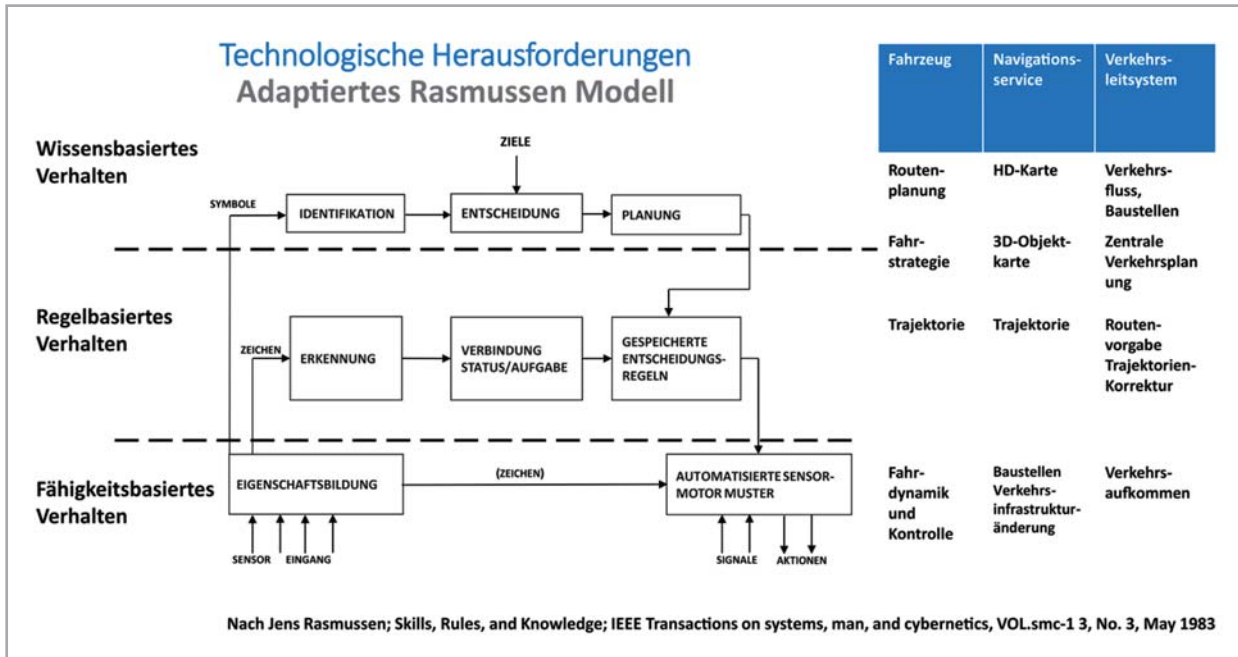 Technologische Herausforderungen
Adaptiertes Rasmussen Modell
Fahrzeug
Navigations-
service
Verkehrs-
leitsystem
Wissensbasiertes
Verhalten
ZIELE
SYMBOLE
IDENTIFIKATION
ENTSCHEIDUNG
PLANUNG
Routen-
planung
HD-Karte
Verkehrs-
fluss,
Baustellen
Fahr-
strategie
3D-Objekt-
karte
Zentrale
Verkehrsplan
ung
Regelbasiertes
Verhalten
ZEICHEN
ERKENNUNG
VERBINDUNG
STATUS/AUFGABE
GESPEICHERTE
ENTSCHEIDUNGS-
REGELN
Trajektorie
Trajektorie
Routen-
vorgabe
Trajektorien-
Korrektur
Fähigkeitsbasiertes
Verhalten
EIGENSCHAFTSBILDUNG
(ZEICHEN)
AUTOMATISIERTE SENSOR-
MOTOR MUSTER
SENSOR
EINGANG
SIGNALE
AKTIONEN
Fahr-
dynamik
und
Kontrolle
Baustellen
Verkehrs-
infrastruktur-
änderung
Verkehrs-
aufkommen
Nach Jens Rasmussen; Skills, Rules, and Knowledge; IEEE Transactions on systems, man, and cybernetics, VOL.smc-1 3, No. 3, May 1983